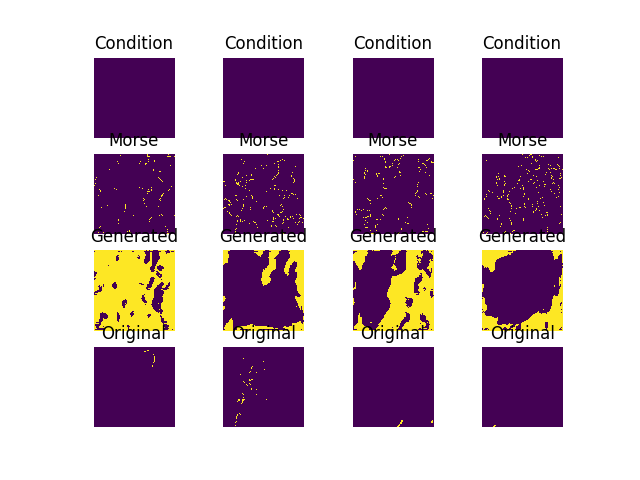 Condition Condition Condition Condition
Morse Morse Morse Morse
Generated Generated Generated Generated
Original Original Original Original